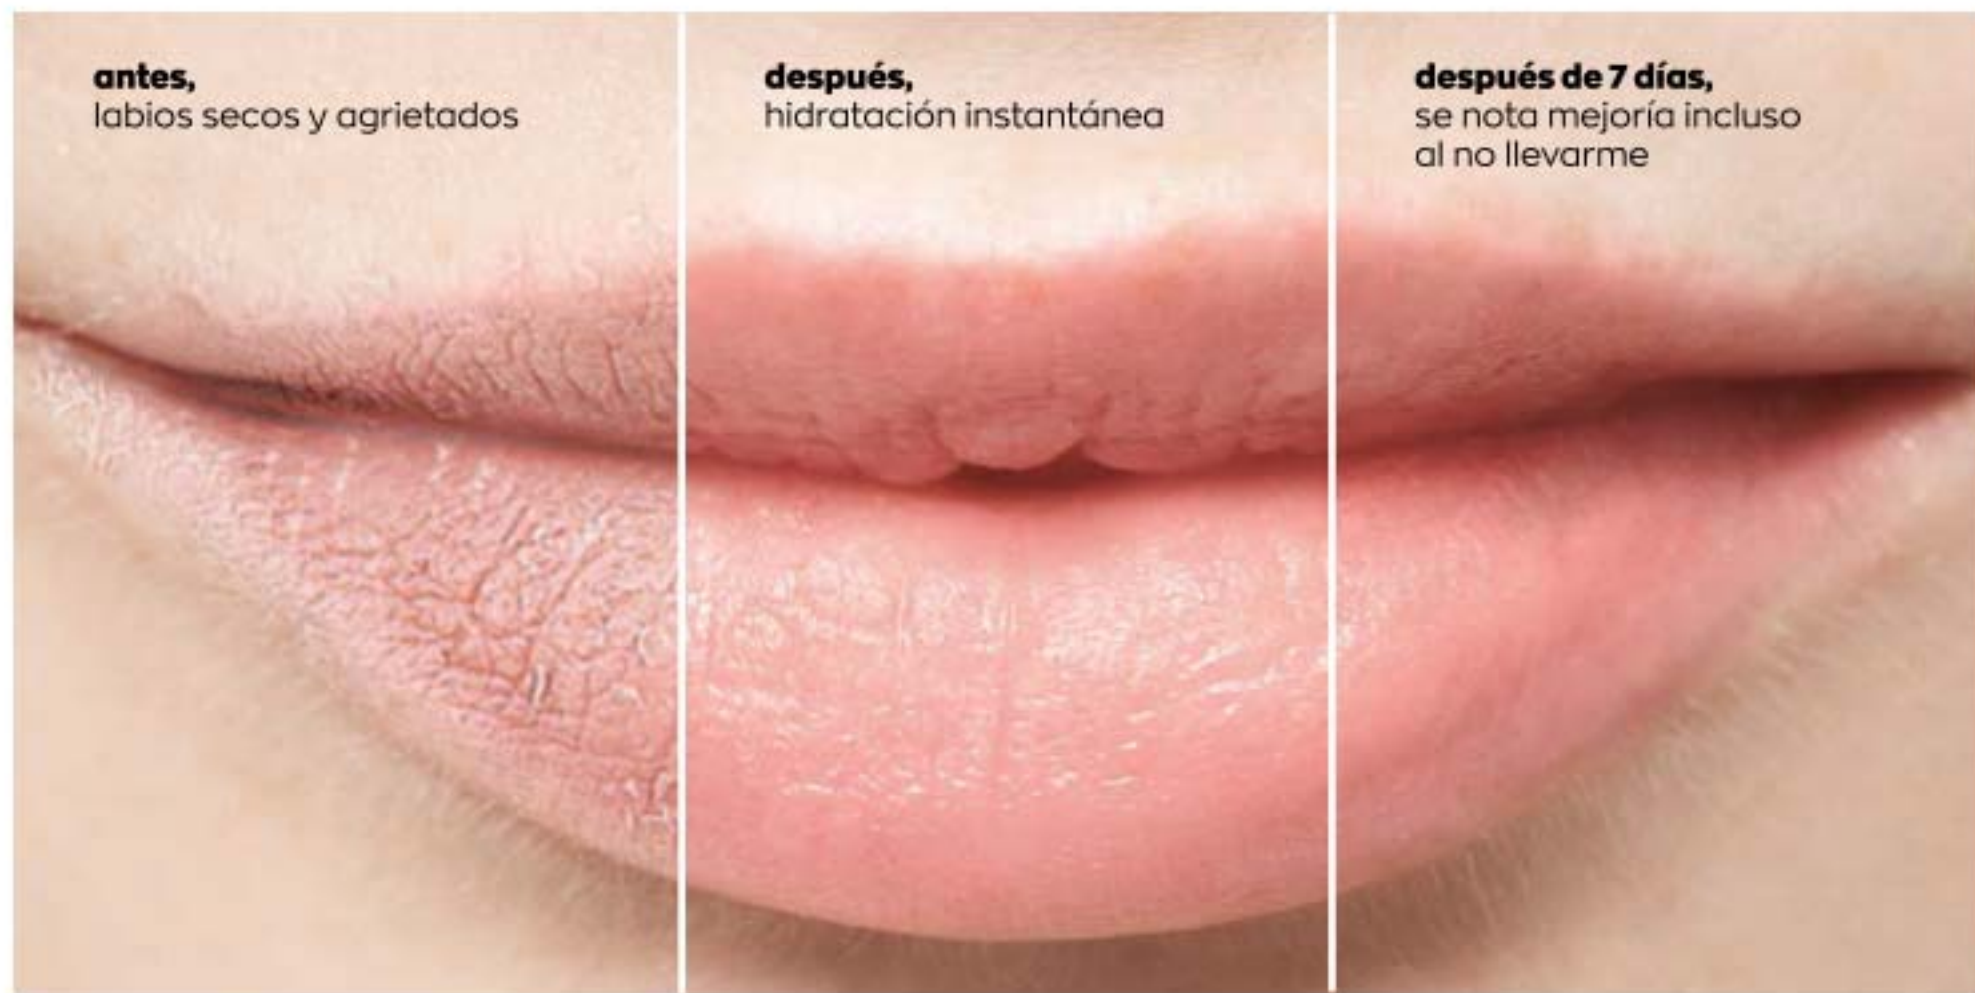 antes,
labios secos y agrietados
después,
hidratación instantánea
después de 7 días,
se nota mejoría incluso
al no llevarme